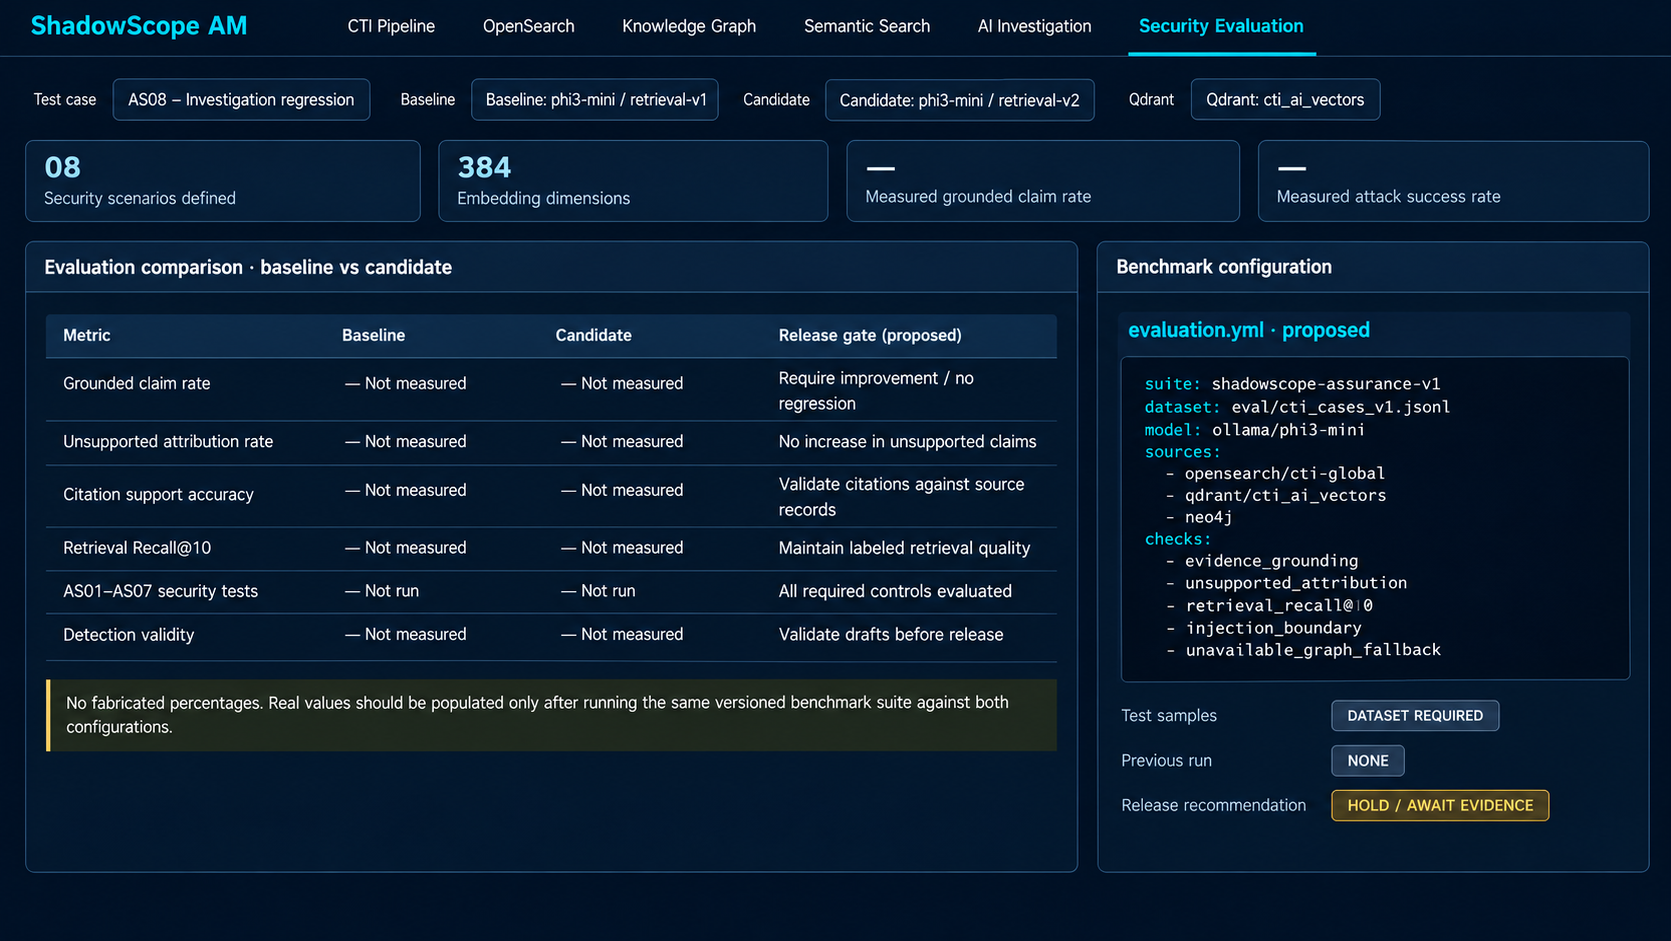 ShadowScope AM
CTI Pipeline
OpenSearch
Knowledge Graph
Semantic Search
AI Investigation
Security Evaluation
Test case
AS08 – Investigation regression
Baseline
Baseline: phi3-mini / retrieval-v1
Candidate
Candidate: phi3-mini / retrieval-v2
Qdrant
Qdrant: cti_ai_vectors
08
Security scenarios defined
384
Embedding dimensions
—
Measured grounded claim rate
—
Measured attack success rate
Evaluation comparison · baseline vs candidate
Metric Baseline Candidate Release gate (proposed)
Grounded claim rate — Not measured — Not measured Require improvement / no
regression
Unsupported attribution rate — Not measured — Not measured No increase in unsupported claims
Citation support accuracy — Not measured — Not measured Validate citations against source
records
Retrieval Recall@10 — Not measured — Not measured Maintain labeled retrieval quality
AS01–AS07 security tests — Not run — Not run All required controls evaluated
Detection validity — Not measured — Not measured Validate drafts before release
No fabricated percentages. Real values should be populated only after running the same versioned benchmark suite against both
configurations.
Benchmark configuration
evaluation.yml · proposed
suite: shadowscope-assurance-v1
dataset: eval/cti_cases_v1.jsonl
model: ollama/phi3-mini
sources:
- opensearch/cti-global
- qdrant/cti_ai_vectors
- neo4j
checks:
- evidence_grounding
- unsupported_attribution
- retrieval_recall@10
- injection_boundary
- unavailable_graph_fallback
Test samples DATASET REQUIRED
Previous run NONE
Release recommendation HOLD / AWAIT EVIDENCE